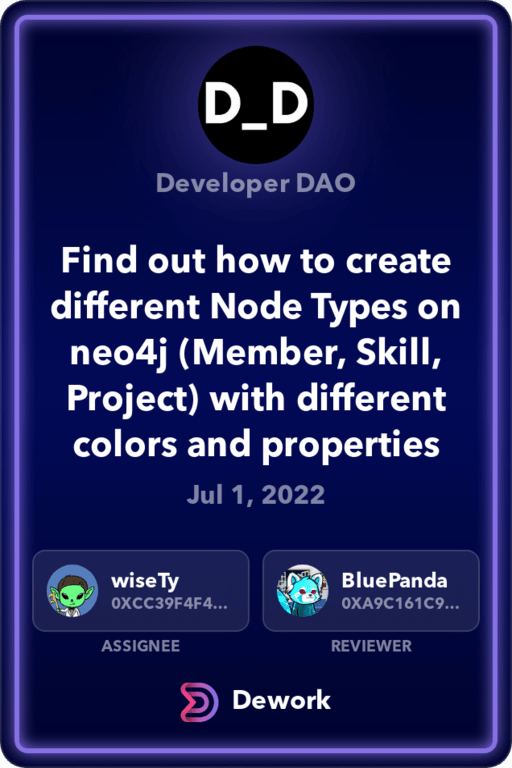 D_D
Developer DAO
Find out how to create
different Node Types on
neo4j (Member, Skill,
Project) with different
colors and properties
Jul 1, 2022
wiseTy
0XCC39F4F4...
BluePanda
0XA9C161C9...
ASSIGNEE
REVIEWER
Dework